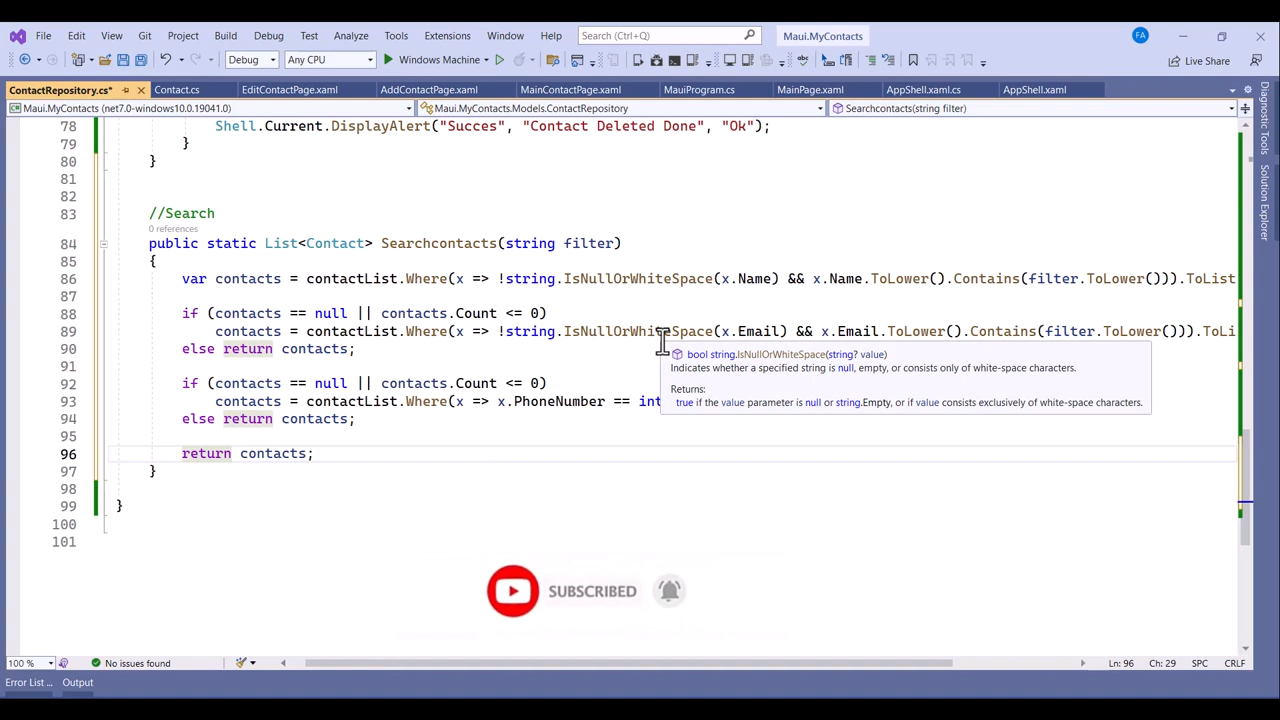 File Edit View Git Project Build Debug Test Analyze Tools Extensions Window Help Search (Ctrl+Q) Maui.MyContacts FA
Debug Any CPU Windows Machine Live Share
ContactRepository.cs* Contact.cs EditContactPage.xaml AddContactPage.xaml MainContactPage.xaml MauiProgram.cs MainPage.xaml AppShell.xaml.cs AppShell.xaml
Maui.MyContacts (net7.0-windows10.0.19041.0) Maui.MyContacts.Models.ContactRepository Searchcontacts(string filter)
Diagnostic Tools
Solution Explorer
78 Shell.Current.DisplayAlert("Succes", "Contact Deleted Done", "Ok");
79 }
80 }
81
82
83 //Search
0 references
84 public static List<Contact> Searchcontacts(string filter)
85 {
86 var contacts = contactList.Where(x => !string.IsNullOrWhiteSpace(x.Name) && x.Name.ToLower().Contains(filter.ToLower())).ToList
87
88 if (contacts == null || contacts.Count <= 0)
89 contacts = contactList.Where(x => !string.IsNullOrWhiteSpace(x.Email) && x.Email.ToLower().Contains(filter.ToLower())).ToLi
90 else return contacts;
91
92 if (contacts == null || contacts.Count <= 0)
93 contacts = contactList.Where(x => x.PhoneNumber == int
94 else return contacts;
95
96 return contacts;
97 }
98
99 }
100
101
bool string.IsNullOrWhiteSpace(string? value)
Indicates whether a specified string is null, empty, or consists only of white-space characters.
Returns:
true if the value parameter is null or string.Empty, or if value consists exclusively of white-space characters.
SUBSCRIBED
100 % No issues found Ln: 96 Ch: 29 SPC CRLF
Error List ... Output